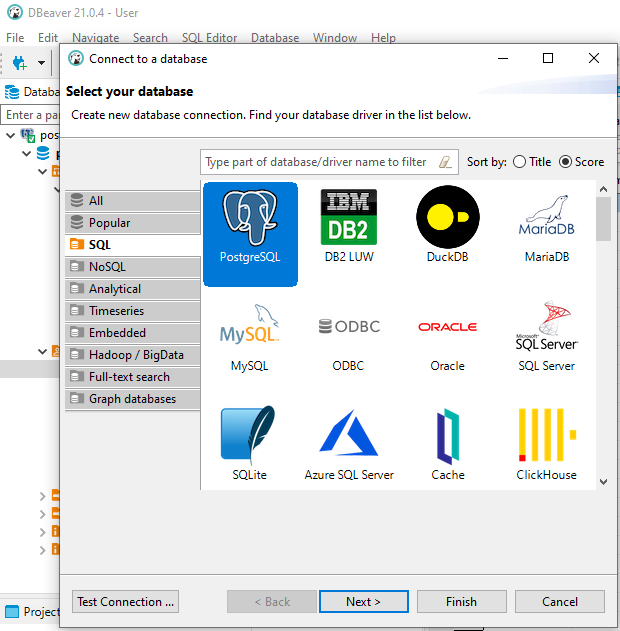 DBeaver 21.0.4 - User
File Edit Navigate Search SQL Editor Database Window Help
Connect to a database
Select your database
Create new database connection. Find your database driver in the list below.
Type part of database/driver name to filter
Sort by: Title Score
All
Popular
SQL
NoSQL
Analytical
Timeseries
Embedded
Hadoop / BigData
Full-text search
Graph databases
PostgreSQL
IBM
DB2
DB2 LUW
DuckDB
MariaDB
MariaDB
MySQL
MySQL
ODBC
ODBC
ORACLE
Oracle
Microsoft
SQL Server
SQL Server
SQLite
Azure SQL Server
Cache
ClickHouse
Test Connection ...
< Back
Next >
Finish
Cancel
Databa
Enter a pa
pos
p
Project